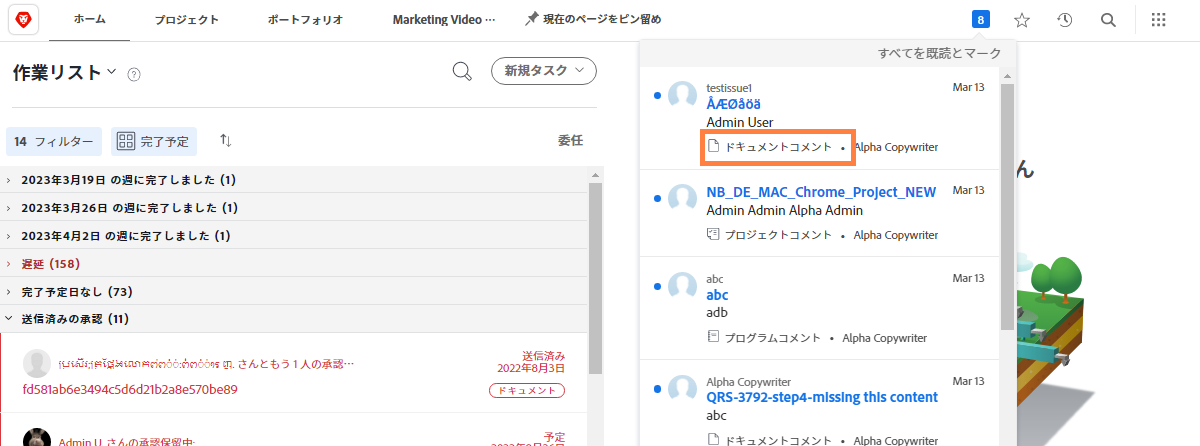 ホーム
プロジェクト
ポートフォリオ
Marketing Video ⋯
現在のページをピン留め
8
作業リスト
?
新規タスク
14 フィルター
完了予定
委任
2023年3月19日 の週に完了しました (1)
2023年3月26日 の週に完了しました (1)
2023年4月2日 の週に完了しました (1)
遅延 (158)
完了予定日なし (73)
送信済みの承認 (11)
さんともう 1 人の承認⋯
送信済み
2022年8月3日
fd581ab6e3494c5d6d21b2a8e570be89
ドキュメント
Admin U. さんの承認保留中:
予定
すべてを既読とマーク
testissue1
Mar 13
ÅÆØåöä
Admin User
ドキュメントコメント • Alpha Copywriter
NB_DE_MAC_Chrome_Project_NEW
Mar 13
Admin Admin Alpha Admin
プロジェクトコメント • Alpha Copywriter
abc
Mar 13
abc
adb
プログラムコメント • Alpha Copywriter
Alpha Copywriter
Mar 13
QRS-3792-step4-missing this content
abc
ドキュメントコメント • Alpha Copywriter
ん